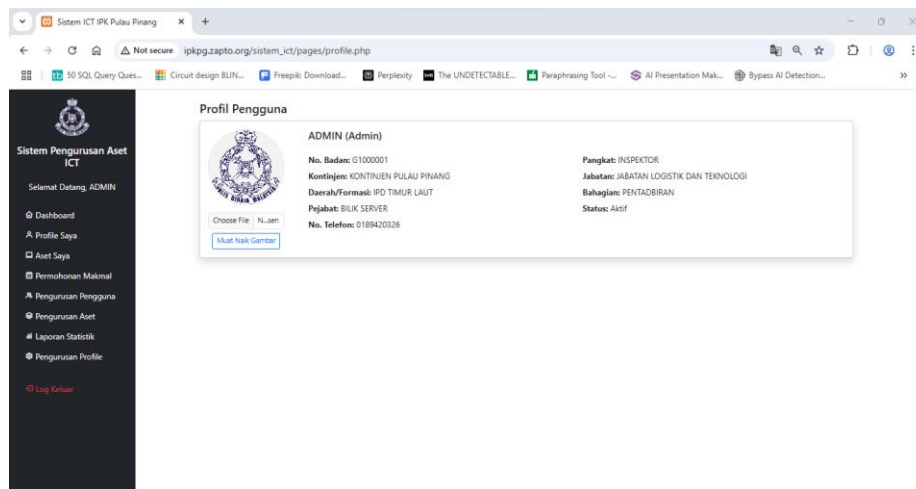 Sistem ICT IPK Pulau Pinang
Not secure ipkpg.zapto.org/sistem_ict/pages/profile.php
50 SQL Query Ques... Circuit design BLIN... Freepik: Download... Perplexity The UNDETECTABLE... Paraphrasing Tool -... AI Presentation Mak... Bypass AI Detection...
Sistem Pengurusan Aset
ICT
Selamat Datang, ADMIN
Dashboard
Profile Saya
Aset Saya
Permohonan Makmal
Pengurusan Pengguna
Pengurusan Aset
Laporan Statistik
Pengurusan Profile
Log Keluar
Profil Pengguna
Choose File N...sen
Muat Naik Gambar
ADMIN (Admin)
No. Badan: G1000001
Kontinjen: KONTINJEN PULAU PINANG
Daerah/Formasi: IPD TIMUR LAUT
Pejabat: BILIK SERVER
No. Telefon: 0189420326
Pangkat: INSPEKTOR
Jabatan: JABATAN LOGISTIK DAN TEKNOLOGI
Bahagian: PENTADBIRAN
Status: Aktif